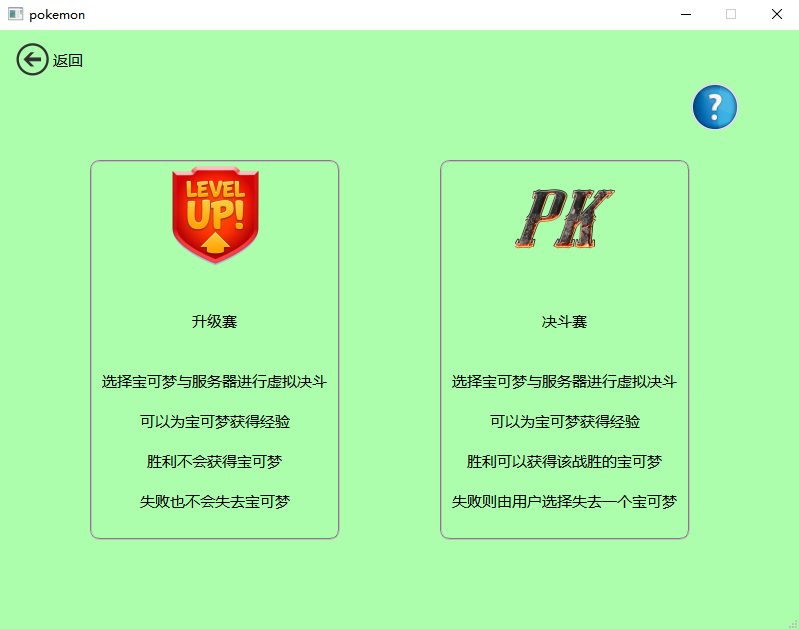 pokemon
返回
?
LEVEL
UP!
升级赛
选择宝可梦与服务器进行虚拟决斗
可以为宝可梦获得经验
胜利不会获得宝可梦
失败也不会失去宝可梦
PK
决斗赛
选择宝可梦与服务器进行虚拟决斗
可以为宝可梦获得经验
胜利可以获得该战胜的宝可梦
失败则由用户选择失去一个宝可梦